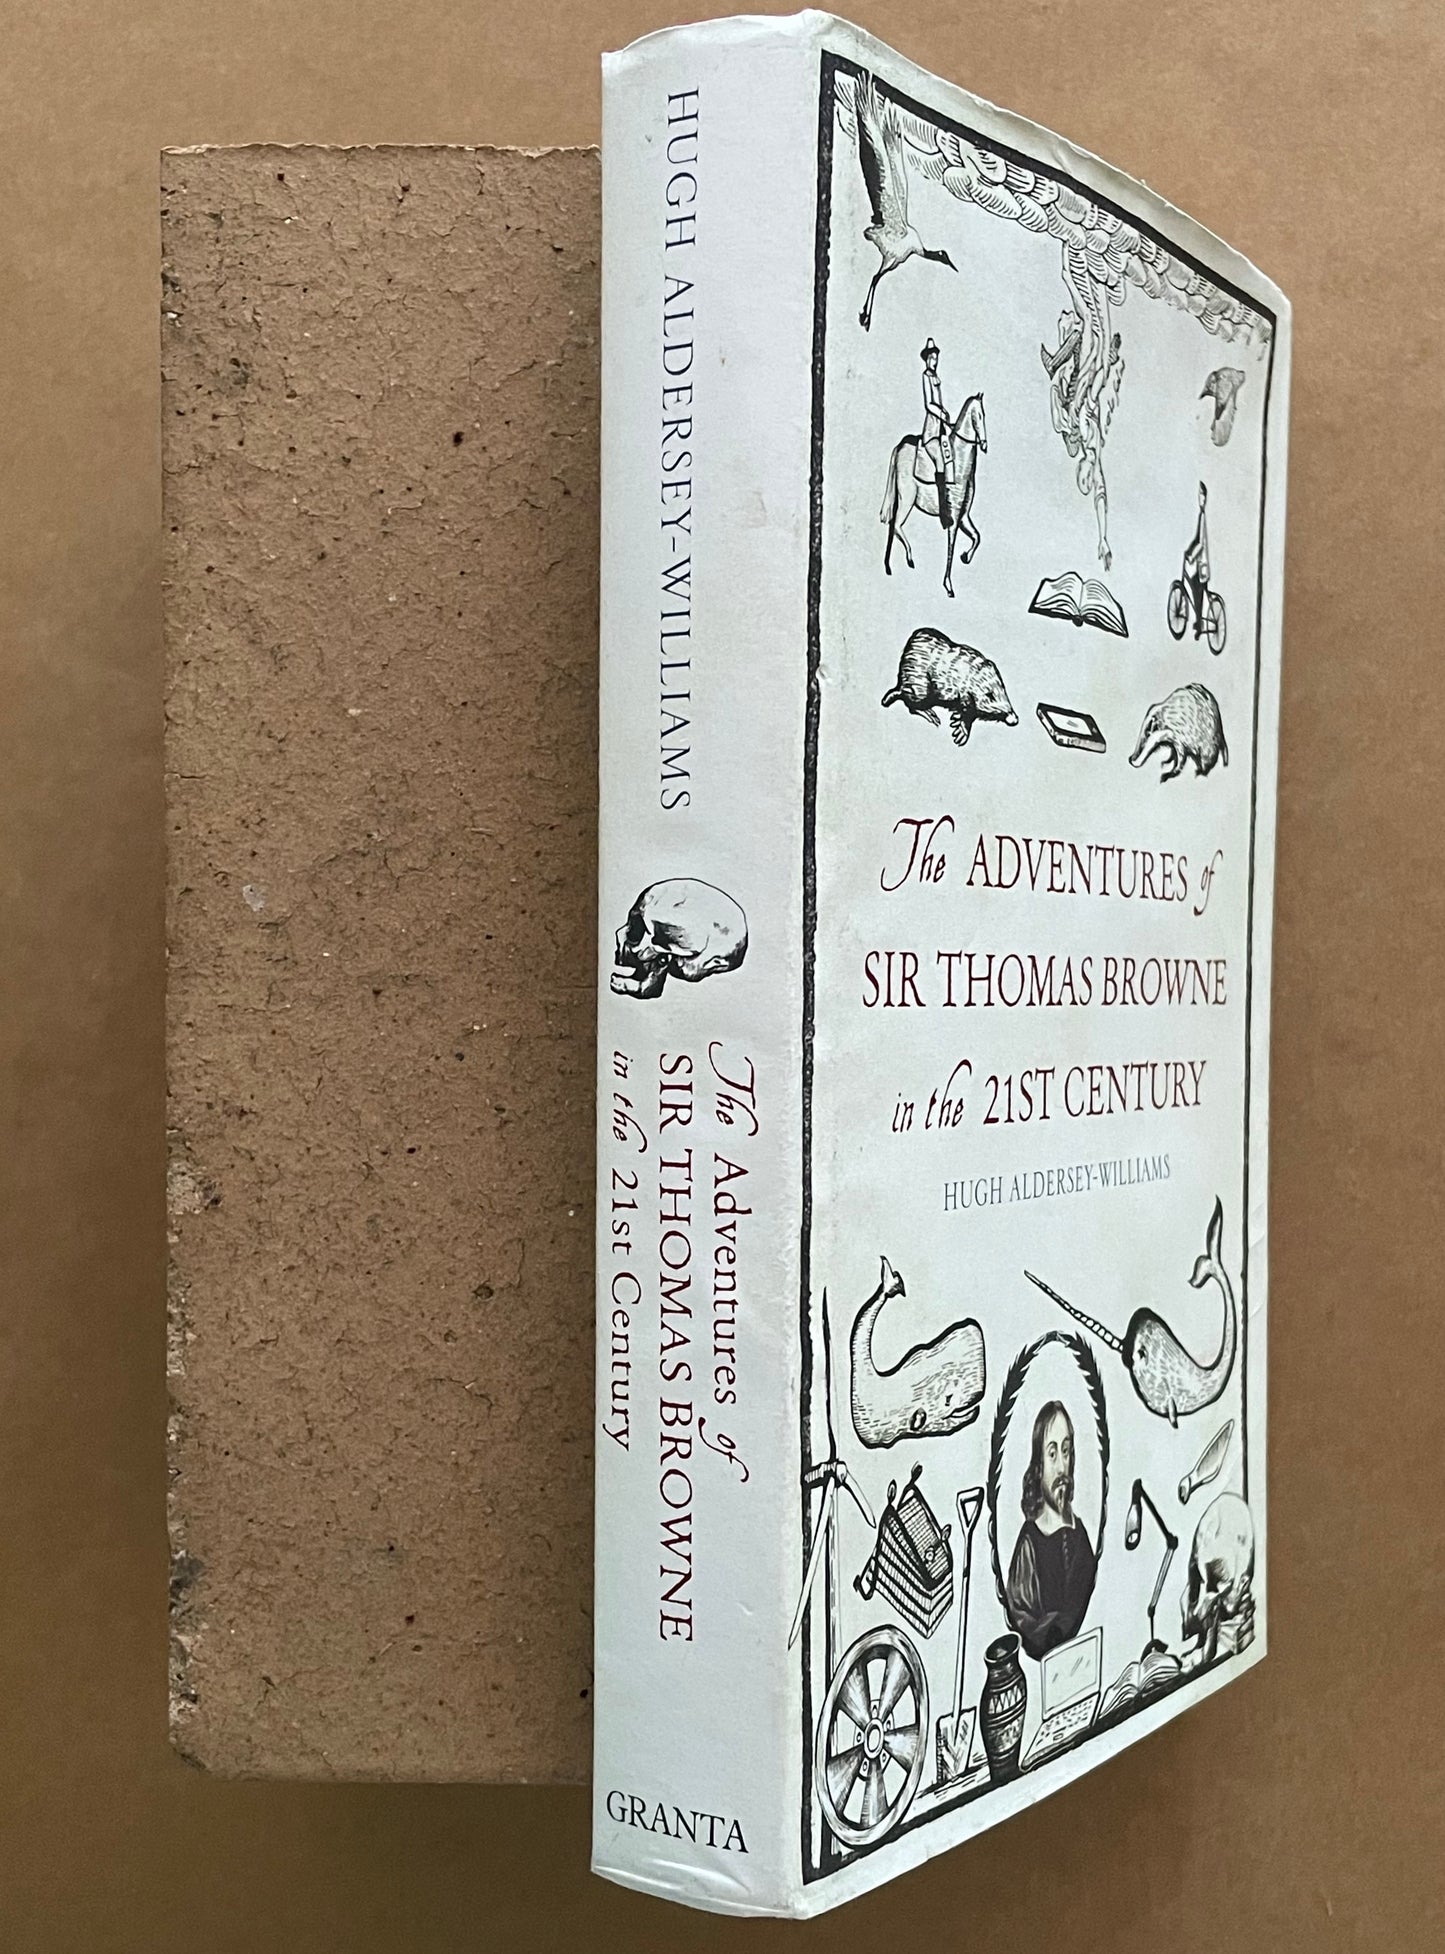 HUGH ALDERSEY-WILLIAMS
The Adventures of
SIR THOMAS BROWNE
in the 21st Century
GRANTA
The ADVENTURES of
SIR THOMAS BROWNE
in the 21ST CENTURY
HUGH ALDERSEY-WILLIAMS